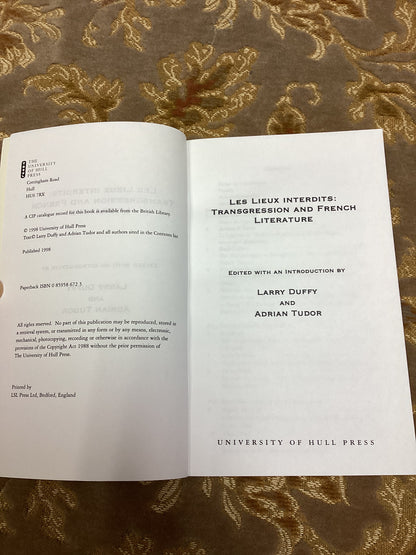 THE
UNIVERSITY
OF HULL
PRESS
Cottingham Road
Hull
HU6 7RX
A CIP catalogue record for this book is available from the British Library
© 1998 University of Hull Press
Text© Larry Duffy and Adrian Tudor and all authors cited in the Contents list
Published 1998
Paperback ISBN 0 85958 672 5
All rights reserved. No part of this publication may be reproduced, stored in
a retrieval system, or transmitted in any form or by any means, electronic,
mechanical, photocopying, recording or otherwise in accordance with the
provisions of the Copyright Act 1988 without the prior permission of
The University of Hull Press.
Printed by
LSL Press Ltd, Bedford, England
LES LIEUX INTERDITS:
TRANSGRESSION AND FRENCH
LITERATURE
EDITED WITH AN INTRODUCTION BY
LARRY DUFFY
AND
ADRIAN TUDOR
UNIVERSITY OF HULL PRESS